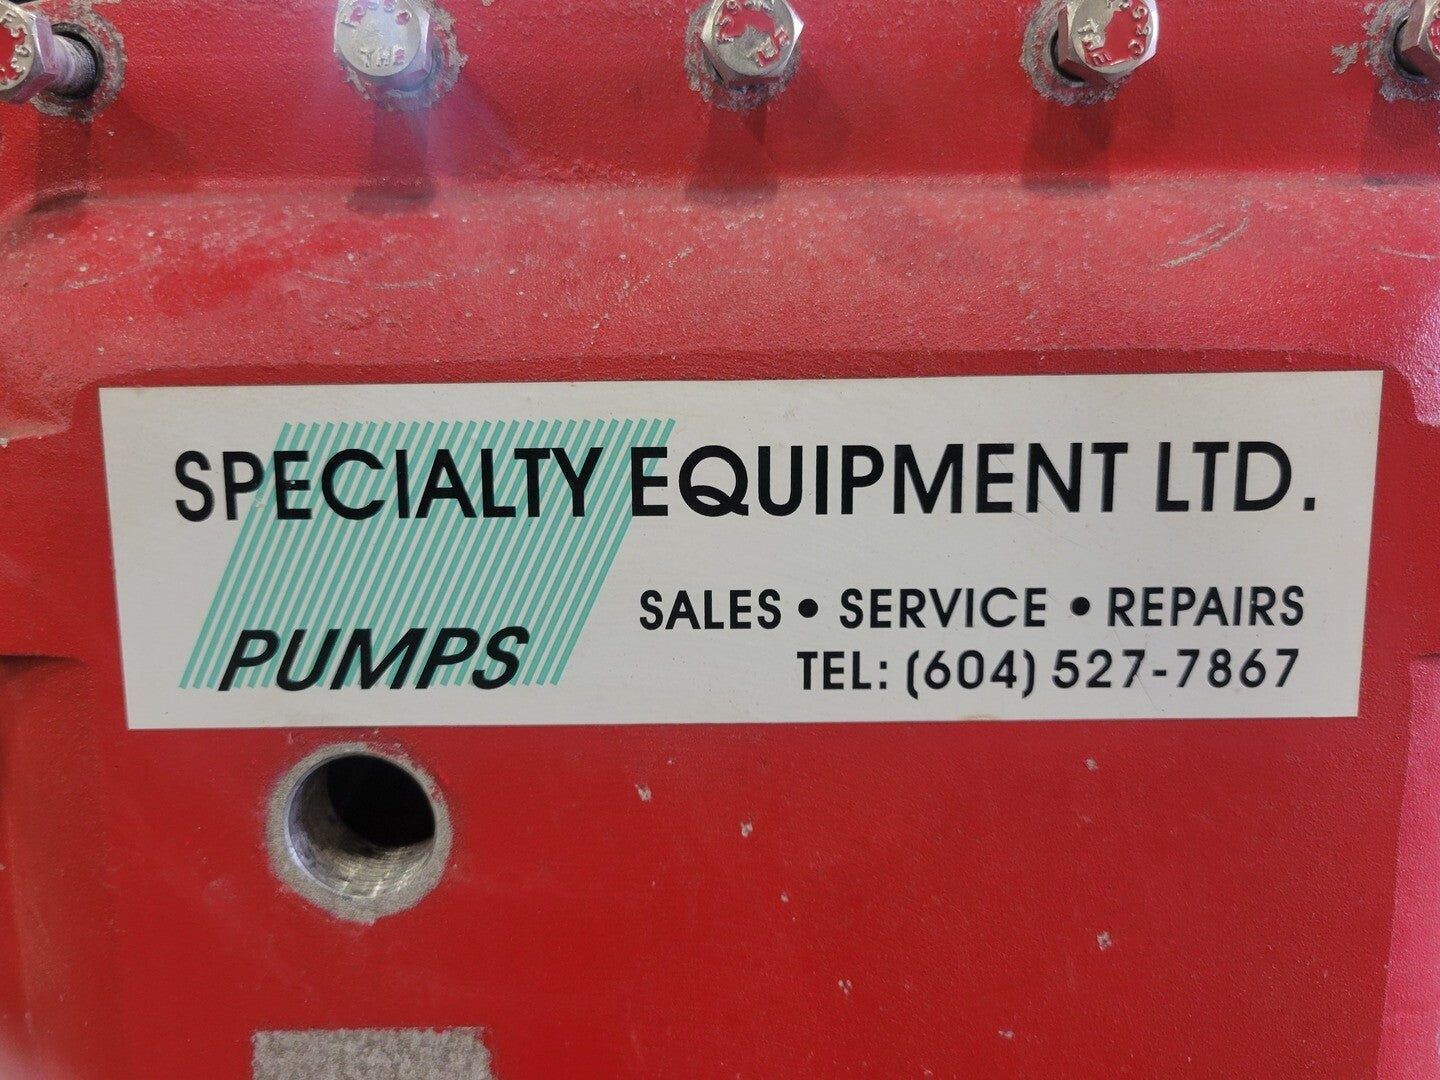 SPECIALTY EQUIPMENT LTD.
PUMPS
SALES • SERVICE • REPAIRS
TEL: (604) 527-7867